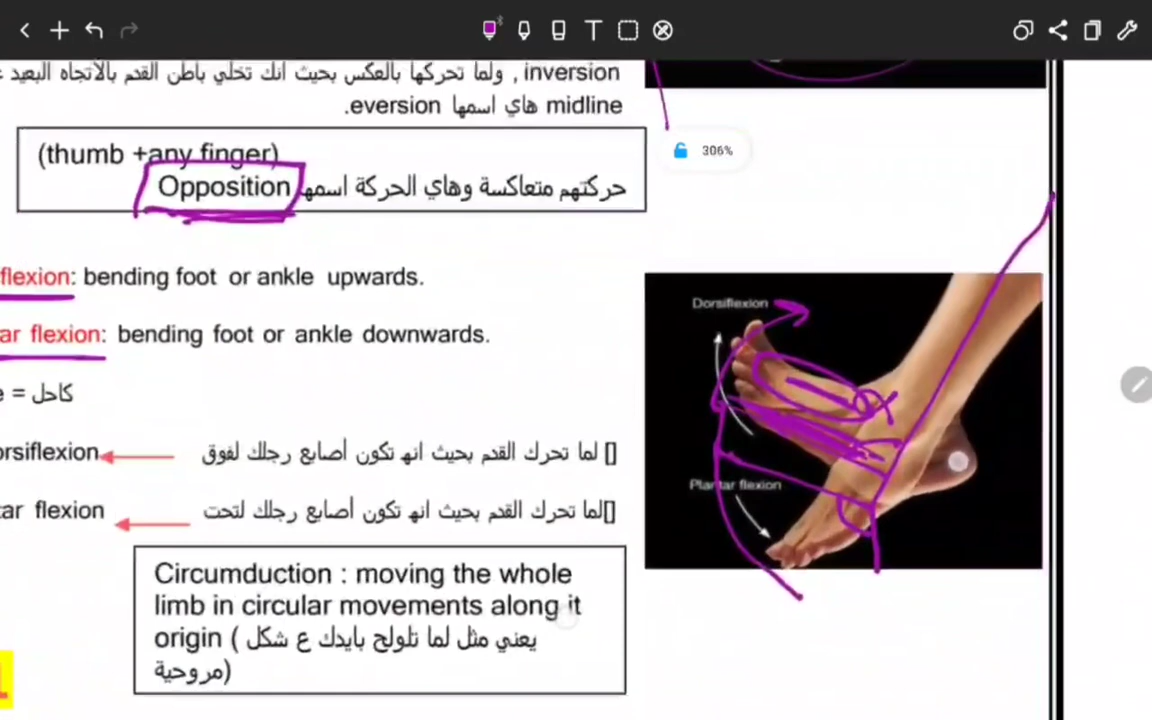 306%
inversion , ولما تحركها بالعكس بحيث انك تخلي باطن القدم بالاتجاه البعيد
midline هاي اسمها eversion.
(thumb +any finger)
حركتهم متعاكسة وهاي الحركة اسمها Opposition
flexion: bending foot or ankle upwards.
ar flexion: bending foot or ankle downwards.
= كاحل
[] لما تحرك القدم بحيث انه تكون أصابع رجلك لفوق orsiflexion
[]لما تحرك القدم بحيث انه تكون أصابع رجلك لتحت tar flexion
Dorsiflexion
Plantar flexion
Circumduction : moving the whole
limb in circular movements along it
origin ( يعني مثل لما تلولح بايدك ع شكل
مروحية)